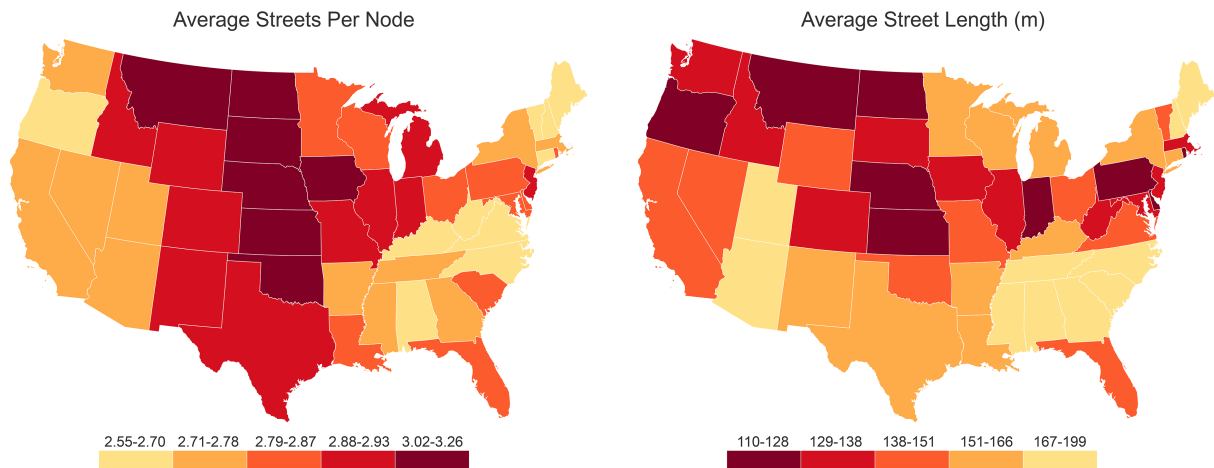 Average Streets Per Node
2.55-2.70 2.71-2.78 2.79-2.87 2.88-2.93 3.02-3.26
Average Street Length (m)
110-128 129-138 138-151 151-166 167-199